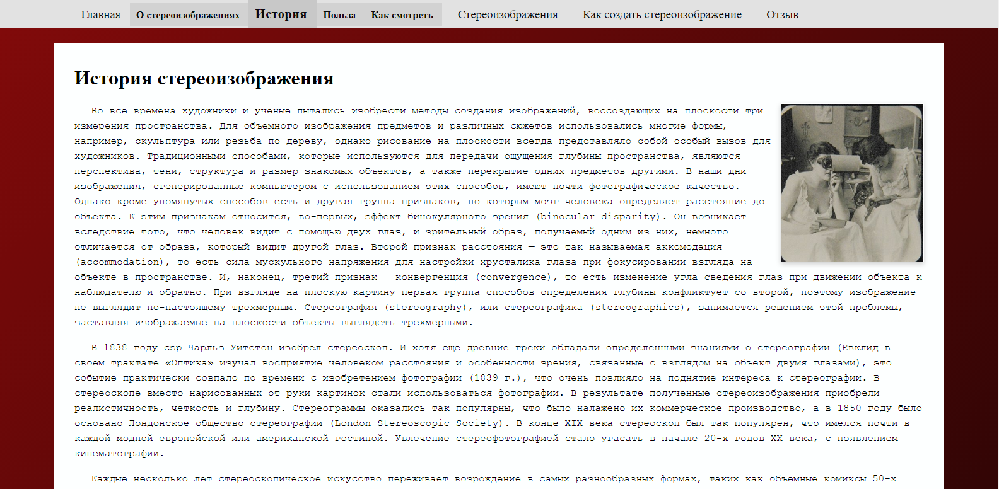 Главная О стереоизображениях История Польза Как смотреть Стереоизображения Как создать стереоизображение Отзыв
История стереоизображения
Во все времена художники и ученые пытались изобрести методы создания изображений, воссоздающих на плоскости три
измерения пространства. Для объемного изображения предметов и различных сюжетов использовались многие формы,
например, скульптура или резьба по дереву, однако рисование на плоскости всегда представляло собой особый вызов для
художников. Традиционными способами, которые используются для передачи ощущения глубины пространства, являются
перспектива, тени, структура и размер знакомых объектов, а также перекрытие одних предметов другими. В наши дни
изображения, сгенерированные компьютером с использованием этих способов, имеют почти фотографическое качество.
Однако кроме упомянутых способов есть и другая группа признаков, по которым мозг человека определяет расстояние до
объекта. К этим признакам относится, во-первых, эффект бинокулярного зрения (binocular disparity). Он возникает
вследствие того, что человек видит с помощью двух глаз, и зрительный образ, получаемый одним из них, немного
отличается от образа, который видит другой глаз. Второй признак расстояния — это так называемая аккомодация
(accommodation), то есть сила мускульного напряжения для настройки хрусталика глаза при фокусировании взгляда на
объекте в пространстве. И, наконец, третий признак – конвергенция (convergence), то есть изменение угла сведения глаз при движении объекта к
наблюдателю и обратно. При взгляде на плоскую картину первая группа способов определения глубины конфликтует со второй, поэтому изображение
не выглядит по-настоящему трехмерным. Стереография (stereography), или стереографика (stereographics), занимается решением этой проблемы,
заставляя изображаемые на плоскости объекты выглядеть трехмерными.
В 1838 году сэр Чарльз Уитстон изобрел стереоскоп. И хотя еще древние греки обладали определенными знаниями о стереографии (Евклид в
своем трактате «Оптика» изучал восприятие человеком расстояния и особенности зрения, связанные с взглядом на объект двумя глазами), это
событие практически совпало по времени с изобретением фотографии (1839 г.), что очень повлияло на поднятие интереса к стереографии. В
стереоскопе вместо нарисованных от руки картинок стали использоваться фотографии. В результате полученные стереоизображения приобрели
реалистичность, четкость и глубину. Стереограммы оказались так популярны, что было налажено их коммерческое производство, а в 1850 году было
основано Лондонское общество стереографии (London Stereoscopic Society). В конце XIX века стереоскоп был так популярен, что имелся почти в
каждой модной европейской или американской гостиной. Увлечение стереофотографией стало угасать в начале 20-х годов XX века, с появлением
кинематографии.
Каждые несколько лет стереоскопическое искусство переживает возрождение в самых разнообразных формах, таких как объемные комиксы 50-х